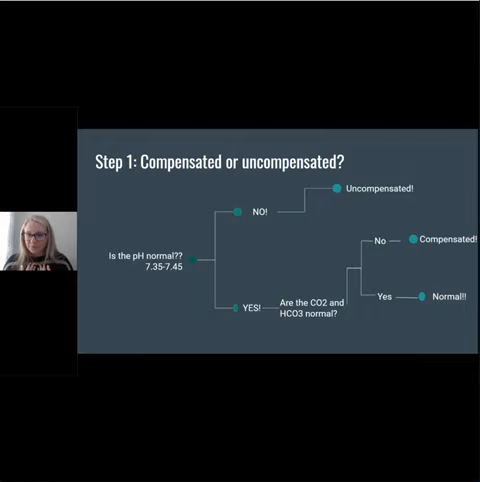 Step 1: Compensated or uncompensated?
Uncompensated!
NO!
No
Compensated!
Is the pH normal??
7.35-7.45
Yes
Normal!!
YES!
Are the CO2 and
HCO3 normal?